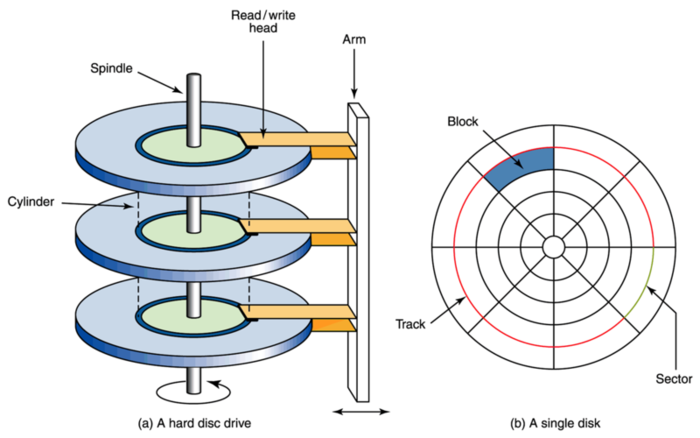 Read/write
head
Arm
Spindle
Block
Cylinder
Track
Sector
(a) A hard disc drive
(b) A single disk